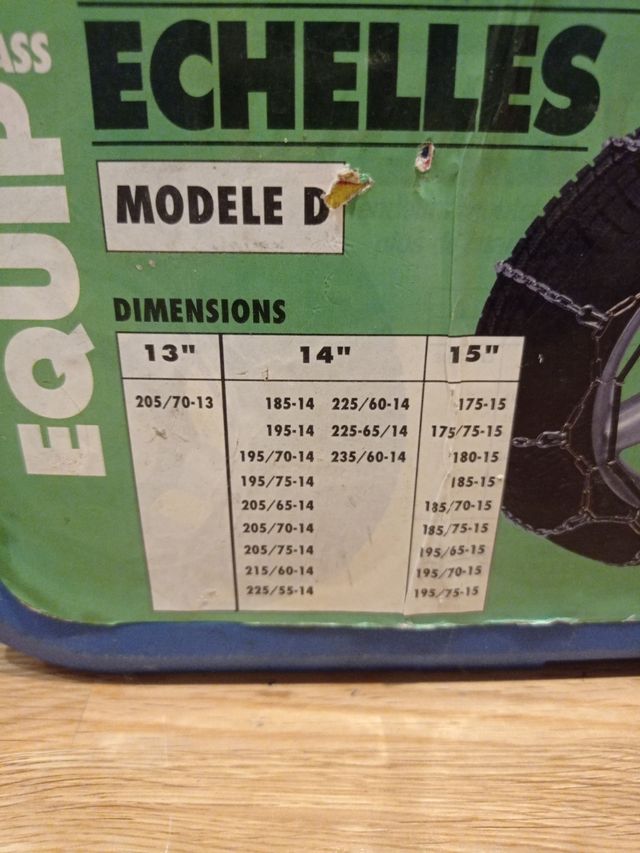 ASS
EQUIP
ECHELLES
MODELE D
DIMENSIONS
13" 14" 15"
205/70-13 185-14 225/60-14 175-15
195-14 225-65/14 175/75-15
195/70-14 235/60-14 180-15
195/75-14 185-15
205/65-14 185/70-15
205/70-14 185/75-15
205/75-14 195/65-15
215/60-14 195/70-15
225/55-14 195/75-15